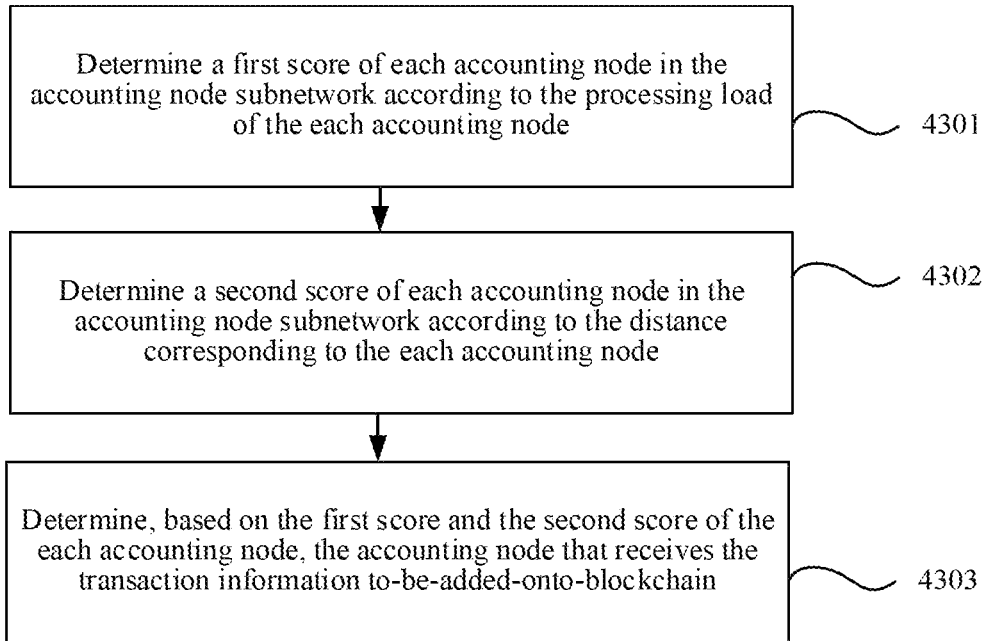 Determine a first score of each accounting node in the
accounting node subnetwork according to the processing load
of the each accounting node
4301
Determine a second score of each accounting node in the
accounting node subnetwork according to the distance
corresponding to the each accounting node
4302
Determine, based on the first score and the second score of the
each accounting node, the accounting node that receives the
transaction information to-be-added-onto-blockchain
4303